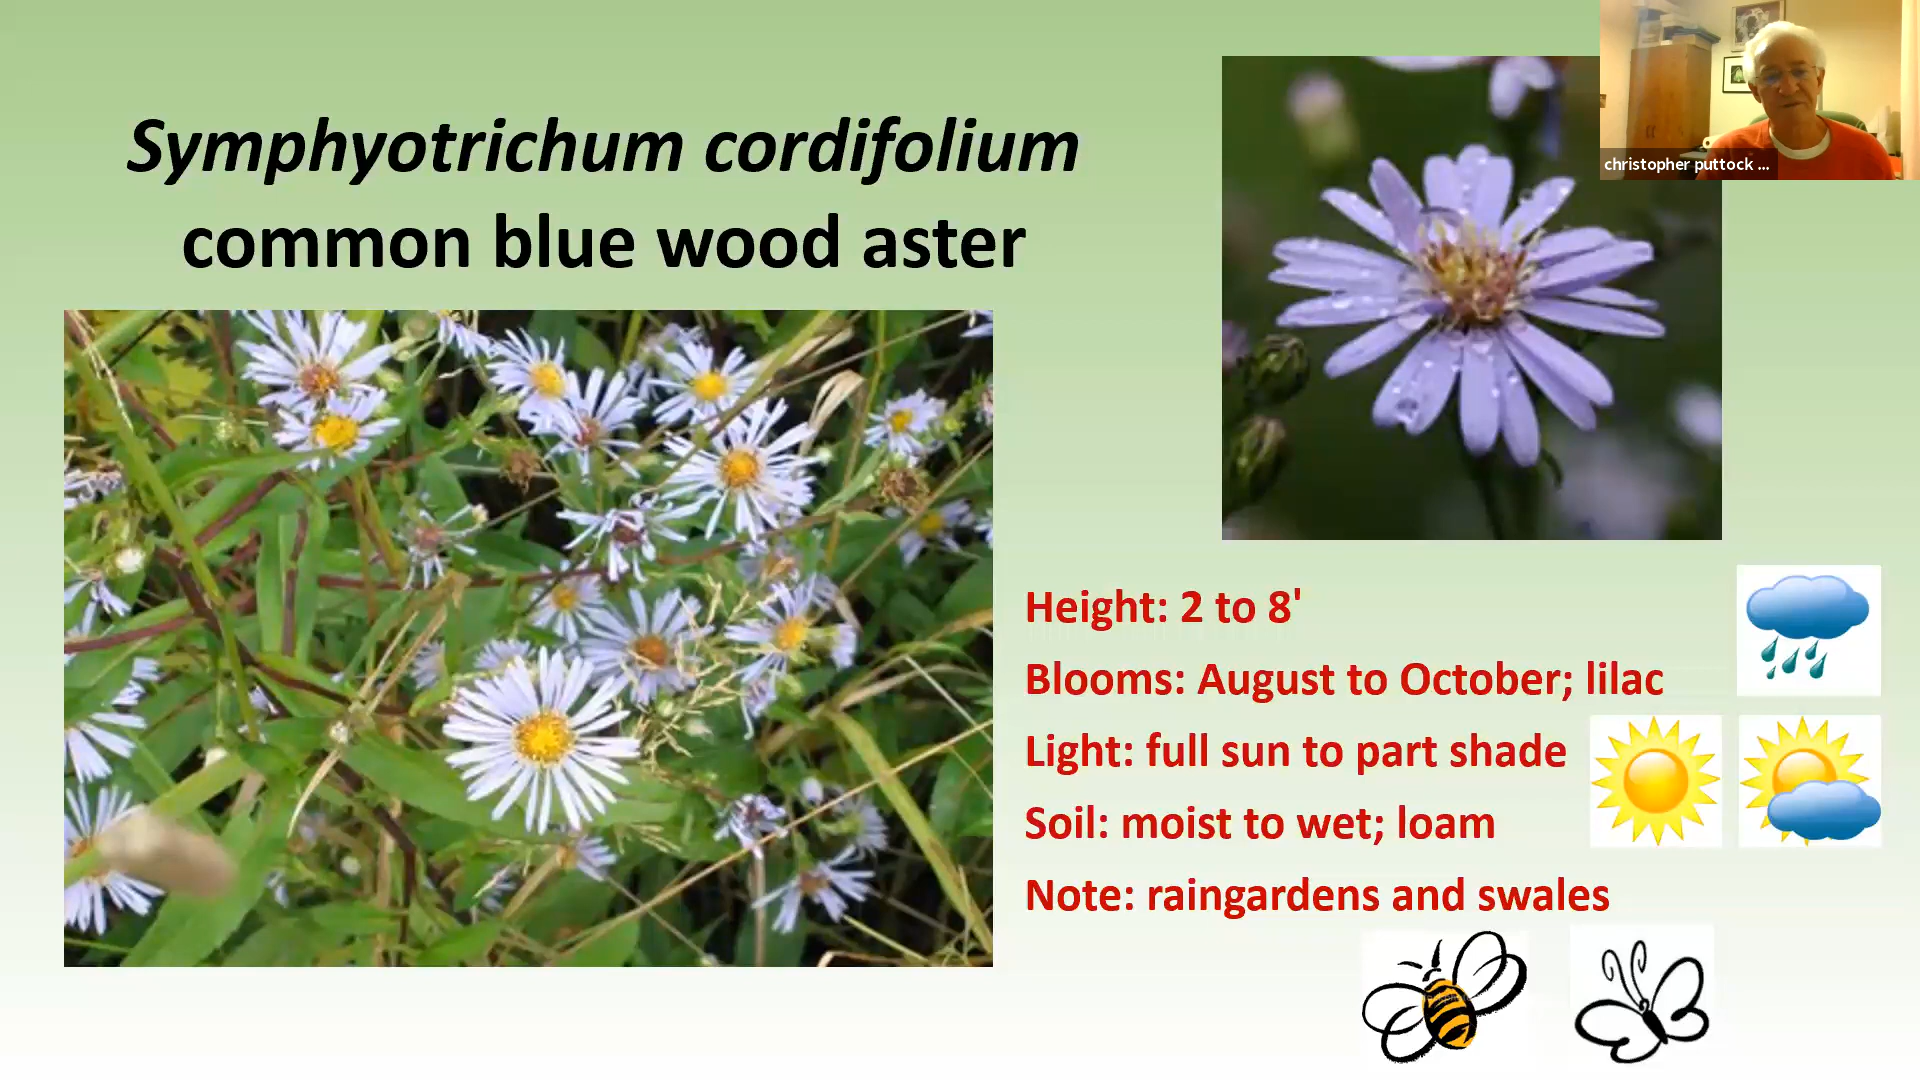 Symphyotrichum cordifolium
common blue wood aster
christopher puttock ...
Height: 2 to 8'
Blooms: August to October; lilac
Light: full sun to part shade
Soil: moist to wet; loam
Note: raingardens and swales